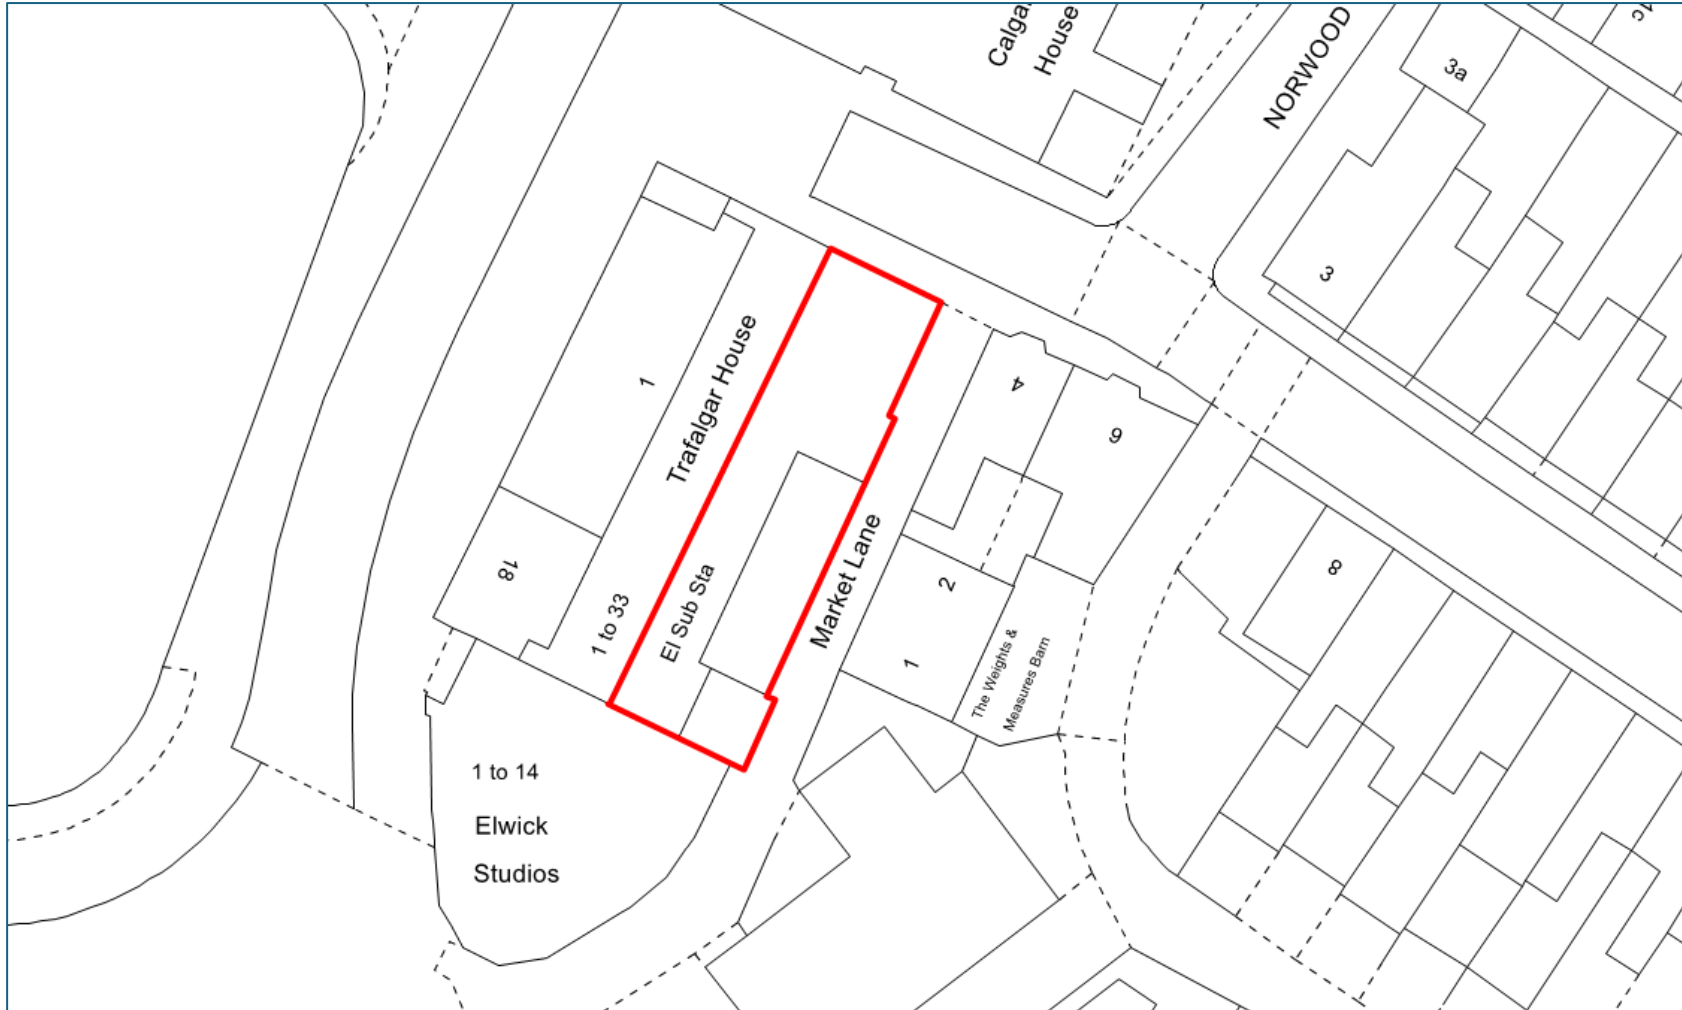 House
NORWOOD
3a
1c
3
Trafalgar House
1
4
6
18
1 to 33
El Sub Sta
Market Lane
2
1
The Weights &
Measures Barn
8
1 to 14
Elwick
Studios